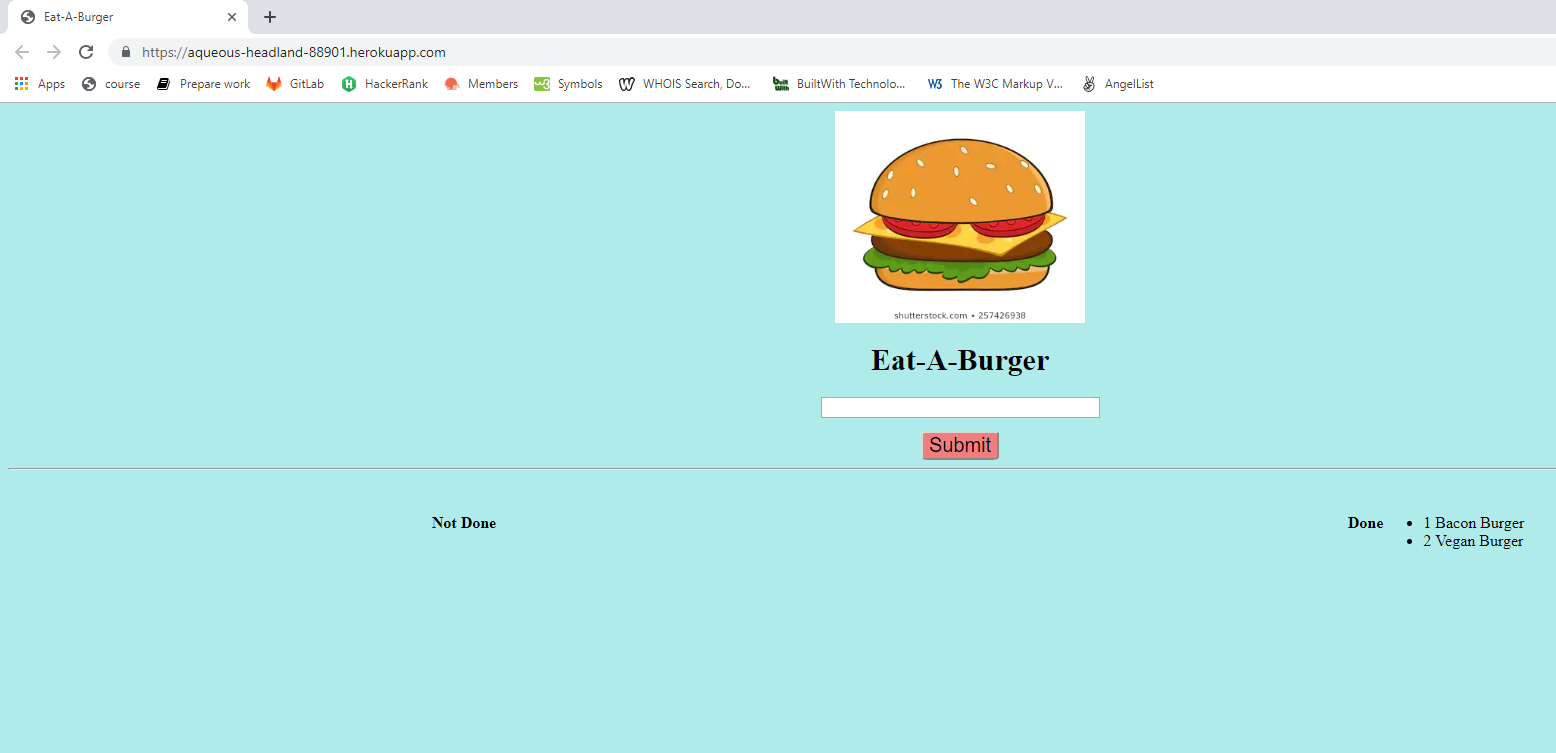 Eat-A-Burger
https://aqueous-headland-88901.herokuapp.com
Apps course Prepare work GitLab HackerRank Members Symbols WHOIS Search, Do... BuiltWith Technolo... The W3C Markup V... AngelList
shutterstock.com • 257426938
Eat-A-Burger
Submit
Not Done
Done
• 1 Bacon Burger
• 2 Vegan Burger